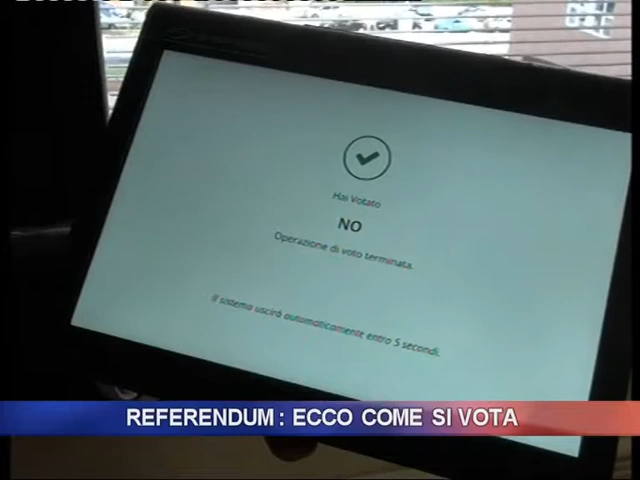 Hai Votato
NO
Operazione di voto terminata.
Il sistema uscirà automaticamente entro 5 secondi.
REFERENDUM: ECCO COME SI VOTA